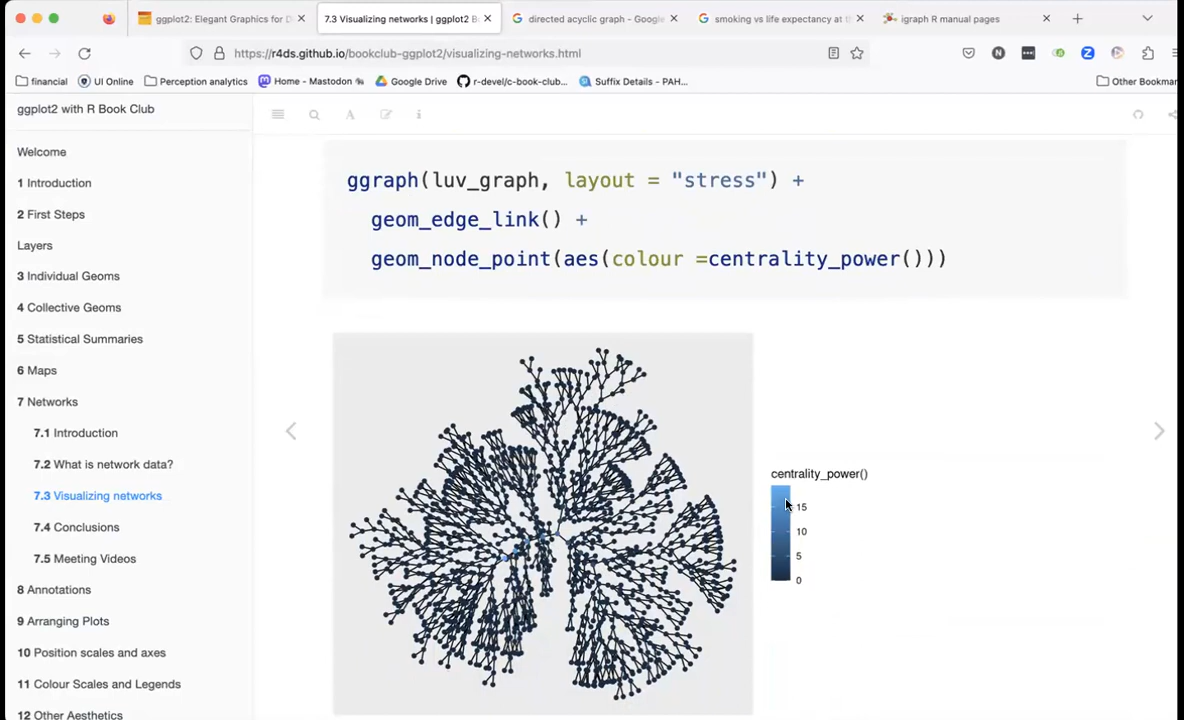 ggplot2: Elegant Graphics for D
7.3 Visualizing networks | ggplot2 B
directed acyclic graph - Google
smoking vs life expectancy at th
igraph R manual pages
https://r4ds.github.io/bookclub-ggplot2/visualizing-networks.html
financial
UI Online
Perception analytics
Home - Mastodon
Google Drive
r-devel/c-book-club...
Suffix Details - PAH...
Other Bookmar
ggplot2 with R Book Club
Welcome
1 Introduction
2 First Steps
Layers
3 Individual Geoms
4 Collective Geoms
5 Statistical Summaries
6 Maps
7 Networks
7.1 Introduction
7.2 What is network data?
7.3 Visualizing networks
7.4 Conclusions
7.5 Meeting Videos
8 Annotations
9 Arranging Plots
10 Position scales and axes
11 Colour Scales and Legends
12 Other Aesthetics
ggraph(luv_graph, layout = "stress") +
geom_edge_link() +
geom_node_point(aes(colour =centrality_power()))
centrality_power()
15
10
5
0